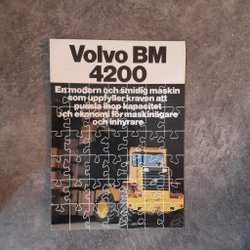 Volvo BM
4200
En modern och smidig maskin
som uppfyller kraven att
pussla ihop kapacitet
och ekonomi för maskinägare
och inhyrare